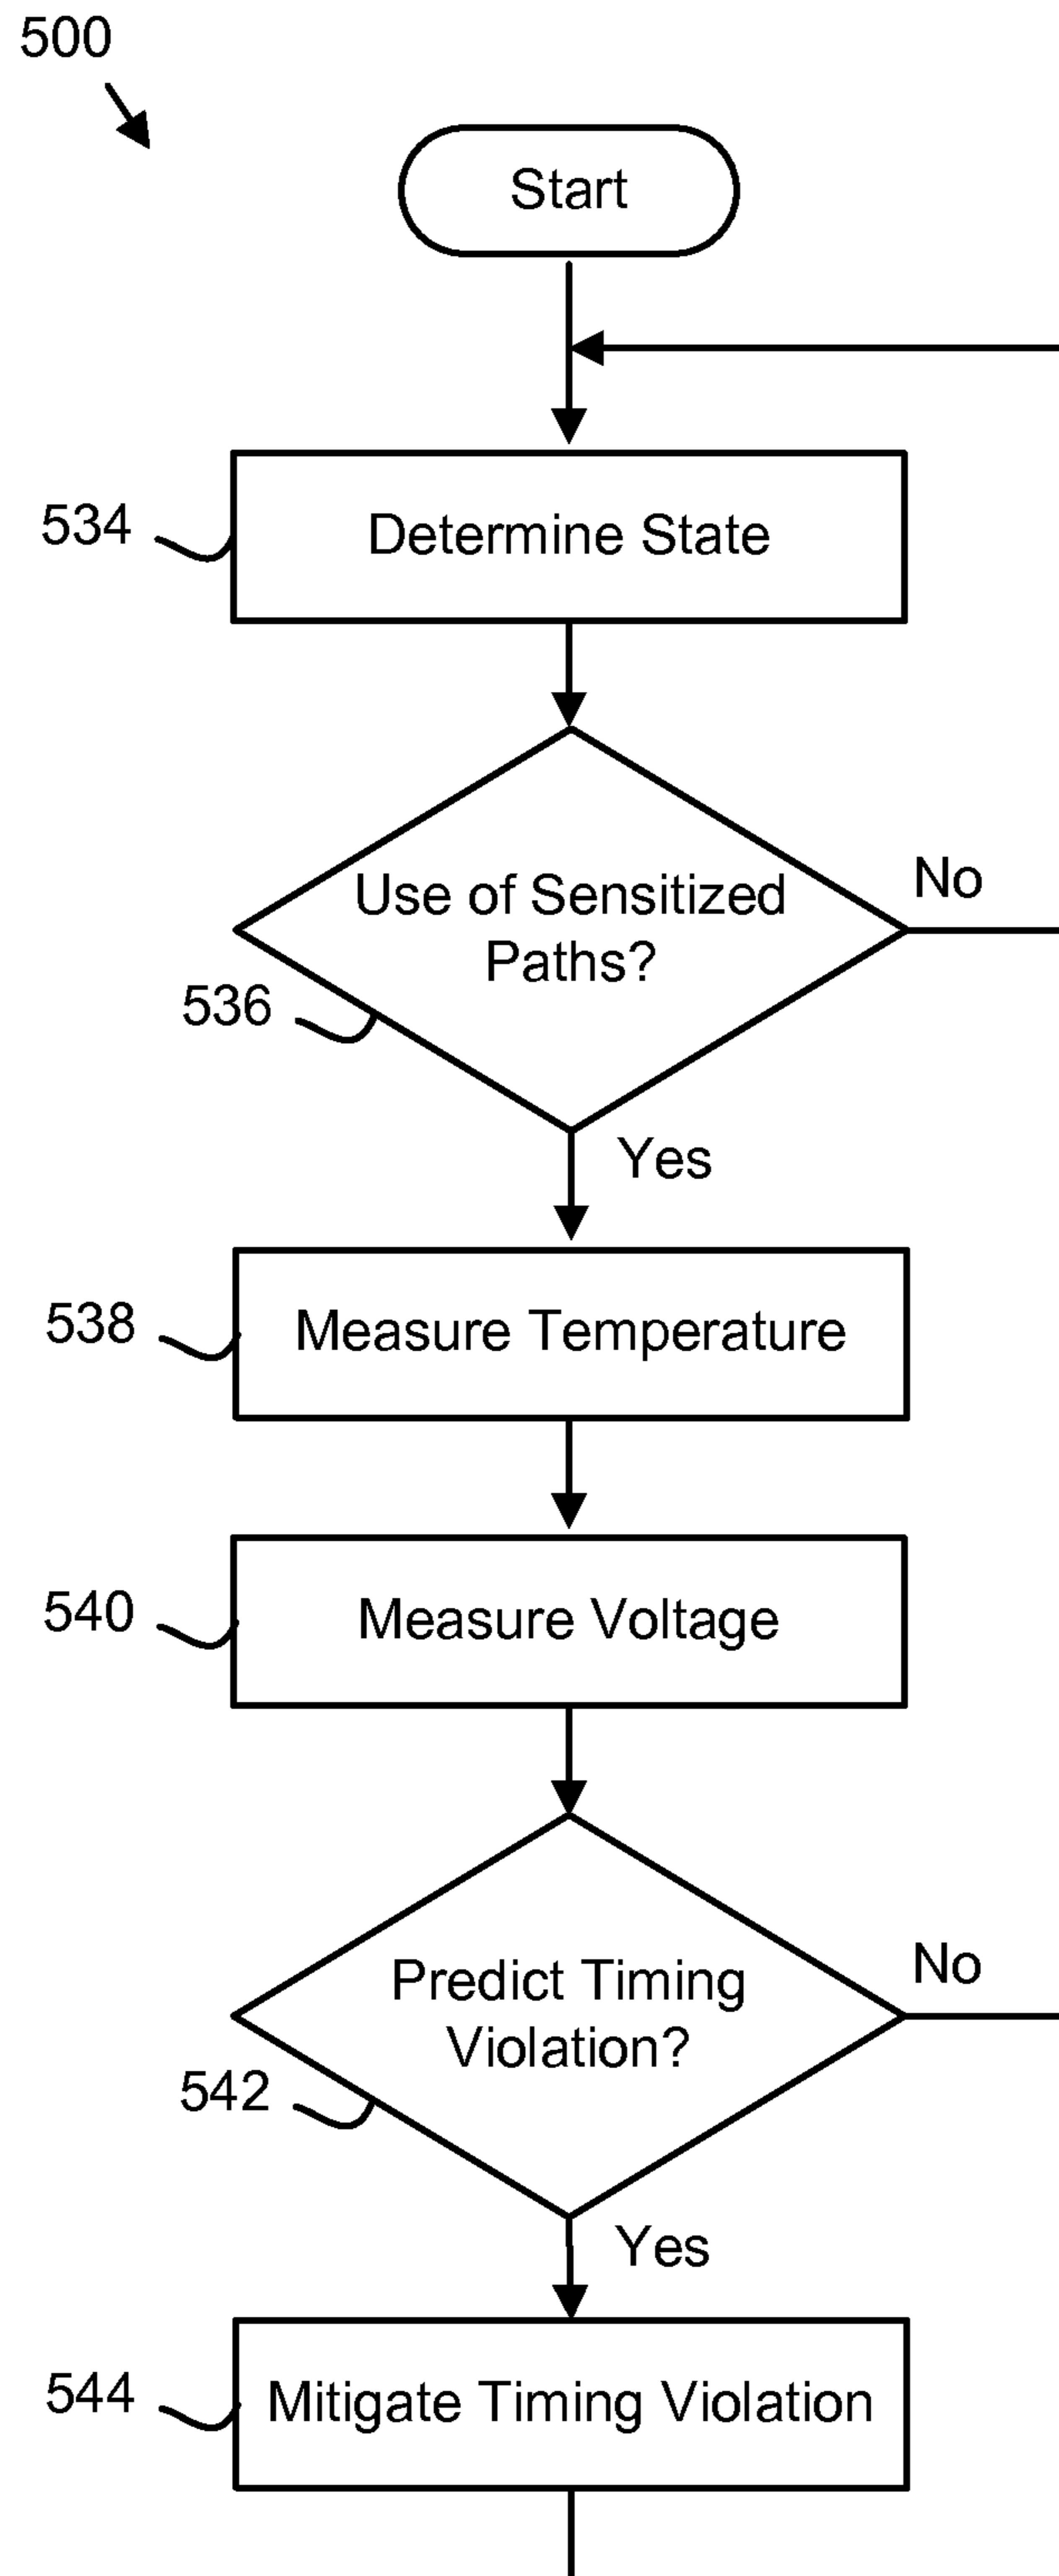 500
Start
534
Determine State
Use of Sensitized
Paths?
No
536
Yes
538
Measure Temperature
540
Measure Voltage
Predict Timing
Violation?
No
542
Yes
544
Mitigate Timing Violation